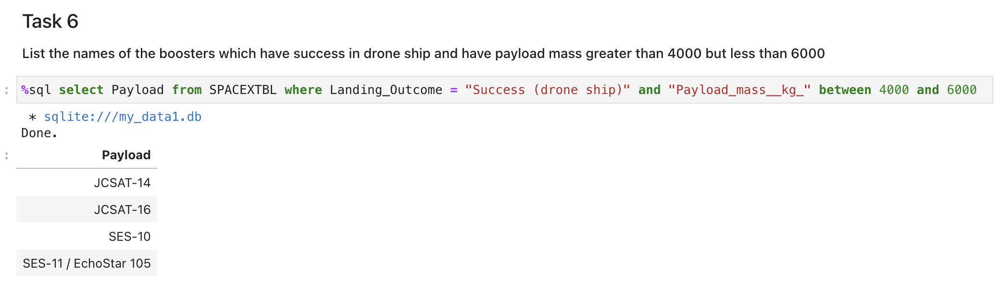 Task 6
List the names of the boosters which have success in drone ship and have payload mass greater than 4000 but less than 6000
: %sql select Payload from SPACEXTBL where Landing_Outcome = "Success (drone ship)" and "Payload_mass__kg_" between 4000 and 6000
* sqlite:///my_data1.db
Done.
: Payload
JCSAT-14
JCSAT-16
SES-10
SES-11 / EchoStar 105